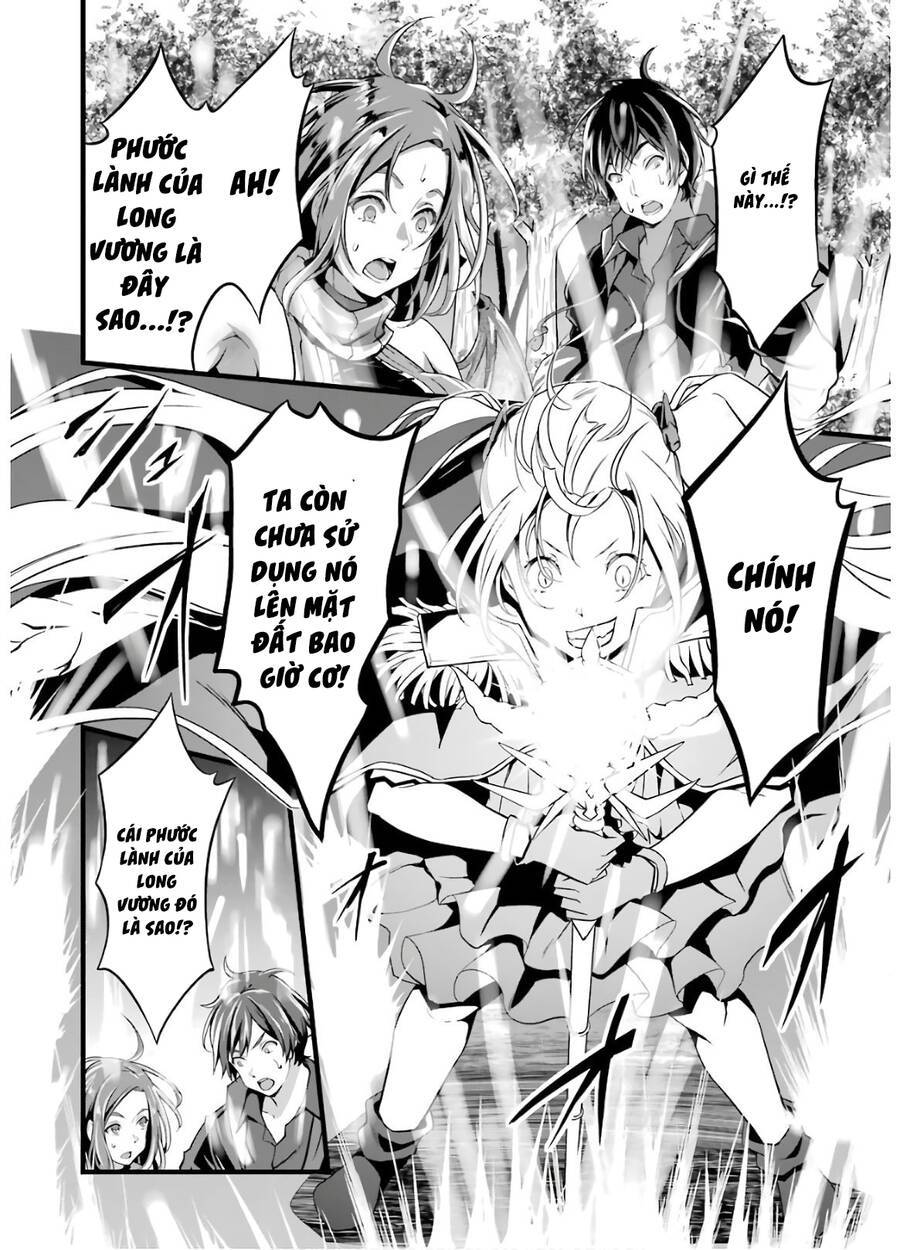 GÌ THẾ
NÀY...!?
AH!
PHƯỚC
LÀNH CỦA
LONG
VƯƠNG LÀ
ĐÂY
SAO...!?
CHÍNH
NÓ!
TA CÒN
CHƯA SỬ
DỤNG NÓ
LÊN MẶT
ĐẤT BAO
GIỜ CƠ!
CÁI PHƯỚC
LÀNH CỦA
LONG
VƯƠNG ĐÓ
LÀ SAO!?